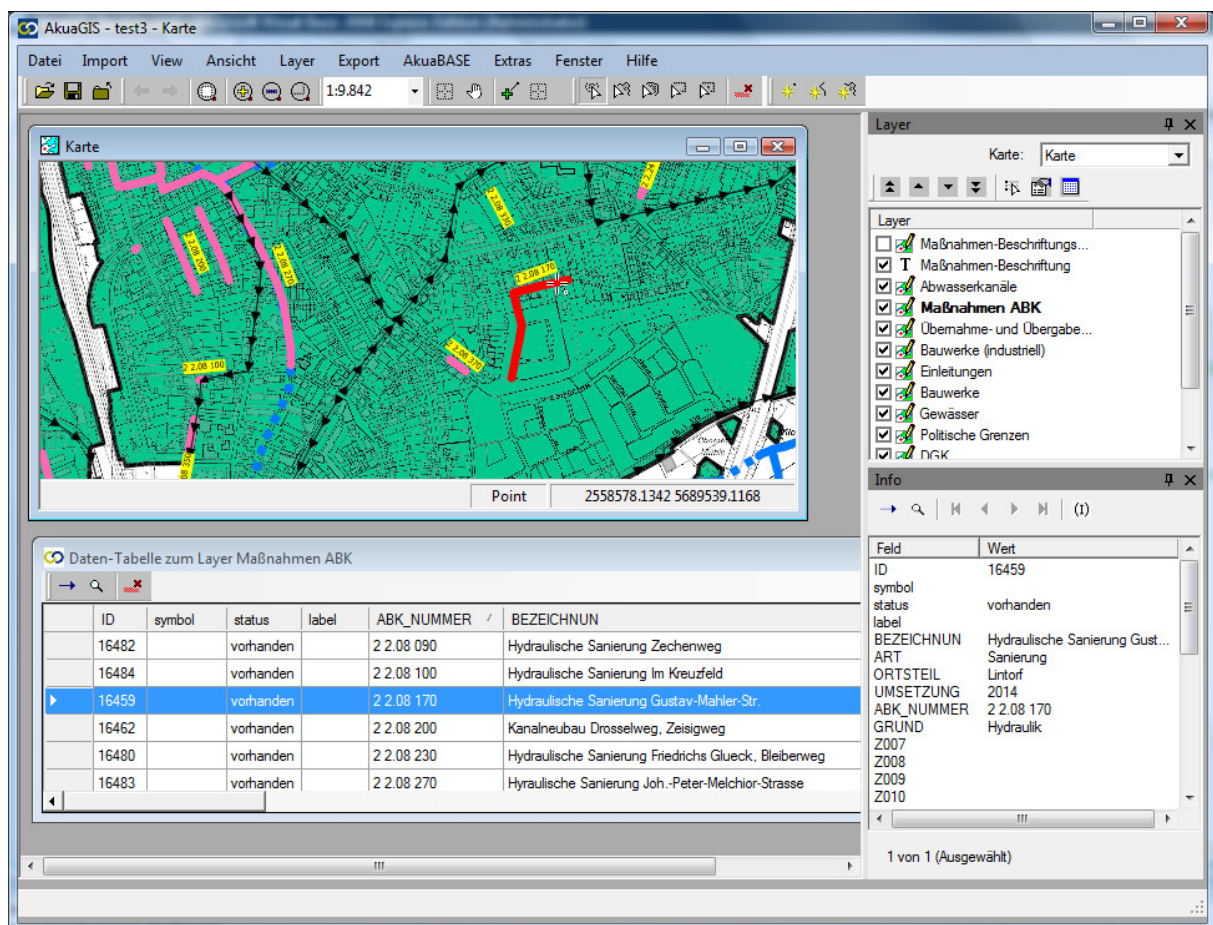 AkuaGIS - test3 - Karte
Datei Import View Ansicht Layer Export AkuaBASE Extras Fenster Hilfe
1:9.842
Karte
2 2.08 200
2 2.08 270
2 2.08 100
08 350
2 2.08 330
2 2.08 370
2 2.08 170
2 2.24
Mühle
Point 2558578.1342 5689539.1168
Daten-Tabelle zum Layer Maßnahmen ABK
ID symbol status label ABK_NUMMER BEZEICHNUN
16482 vorhanden 2 2.08 090 Hydraulische Sanierung Zechenweg
16484 vorhanden 2 2.08 100 Hydraulische Sanierung Im Kreuzfeld
16459 vorhanden 2 2.08 170 Hydraulische Sanierung Gustav-Mahler-Str.
16462 vorhanden 2 2.08 200 Kanalneubau Drosselweg, Zeisigweg
16480 vorhanden 2 2.08 230 Hydraulische Sanierung Friedrichs Glueck, Bleiberweg
16483 vorhanden 2 2.08 270 Hyraulische Sanierung Joh.-Peter-Melchior-Strasse
Layer
Karte: Karte
Layer
Maßnahmen-Beschriftungs...
T Maßnahmen-Beschriftung
Abwasserkanäle
Maßnahmen ABK
Übernahme- und Übergabe...
Bauwerke (industriell)
Einleitungen
Bauwerke
Gewässer
Politische Grenzen
DGK
Info
(I)
Feld Wert
ID 16459
symbol
status vorhanden
label
BEZEICHNUN Hydraulische Sanierung Gust...
ART Sanierung
ORTSTEIL Lintorf
UMSETZUNG 2014
ABK_NUMMER 2 2.08 170
GRUND Hydraulik
Z007
Z008
Z009
Z010
1 von 1 (Ausgewählt)